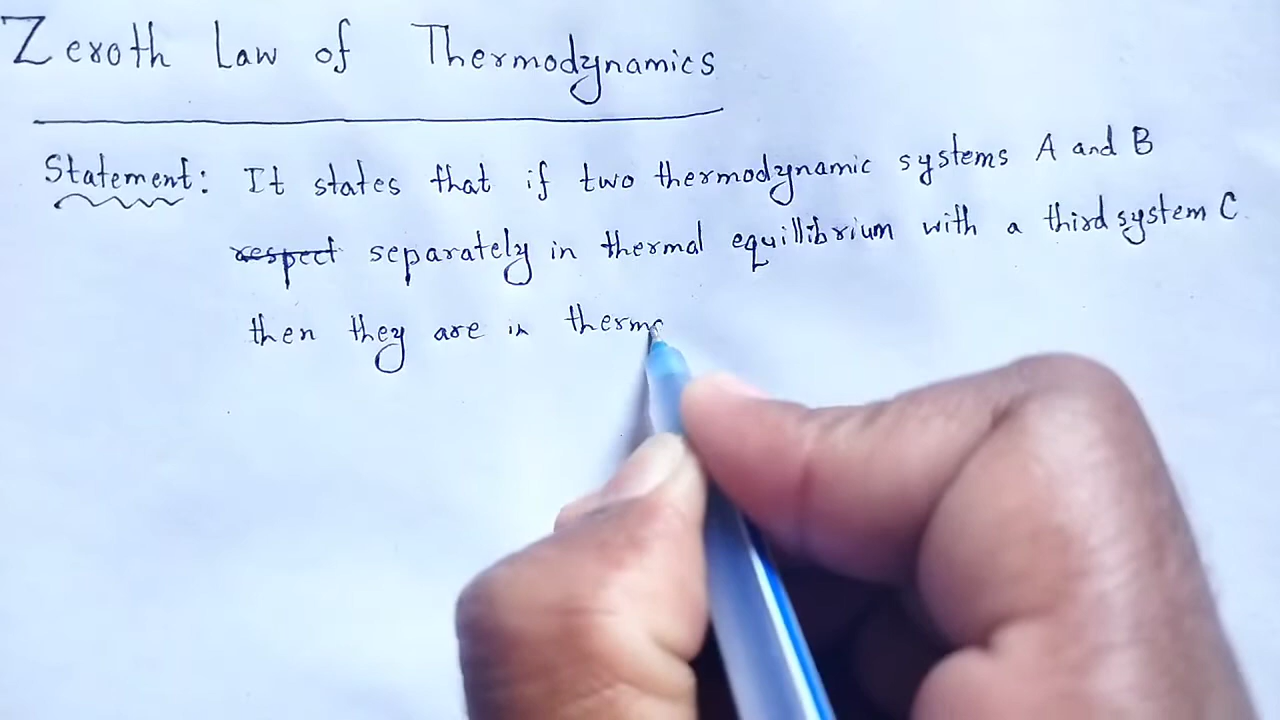 Zeroth Law of Thermodynamics
Statement: It states that if two thermodynamic systems A and B
respect separately in thermal equillibrium with a third system C
then they are in therma